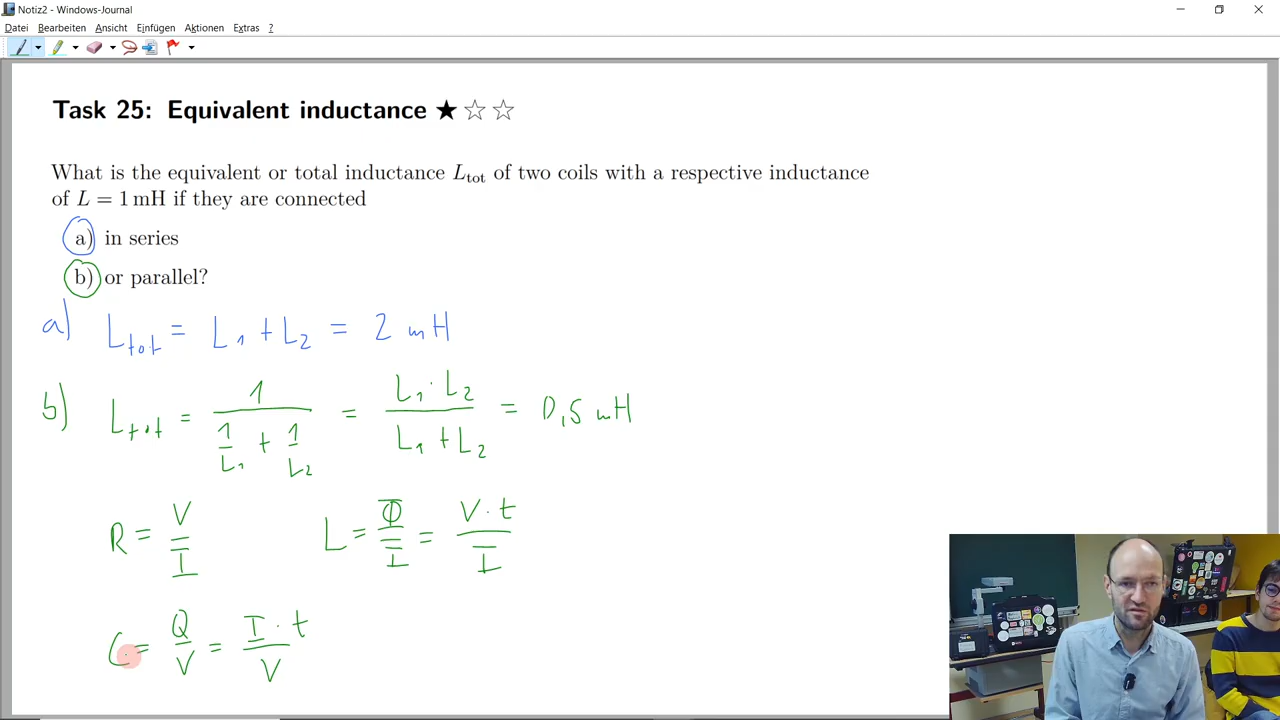 Notiz2 - Windows-Journal
Datei Bearbeiten Ansicht Einfügen Aktionen Extras ?
Task 25: Equivalent inductance ★☆☆
What is the equivalent or total inductance L_tot of two coils with a respective inductance
of L = 1 mH if they are connected
a) in series
b) or parallel?
a) L_tot = L_1 + L_2 = 2 mH
b) L_tot = 1 / (1/L_1 + 1/L_2) = (L_1 · L_2) / (L_1 + L_2) = 0,5 mH
R = V / I L = Φ / I = (V · t) / I
C = Q / V = (I · t) / V